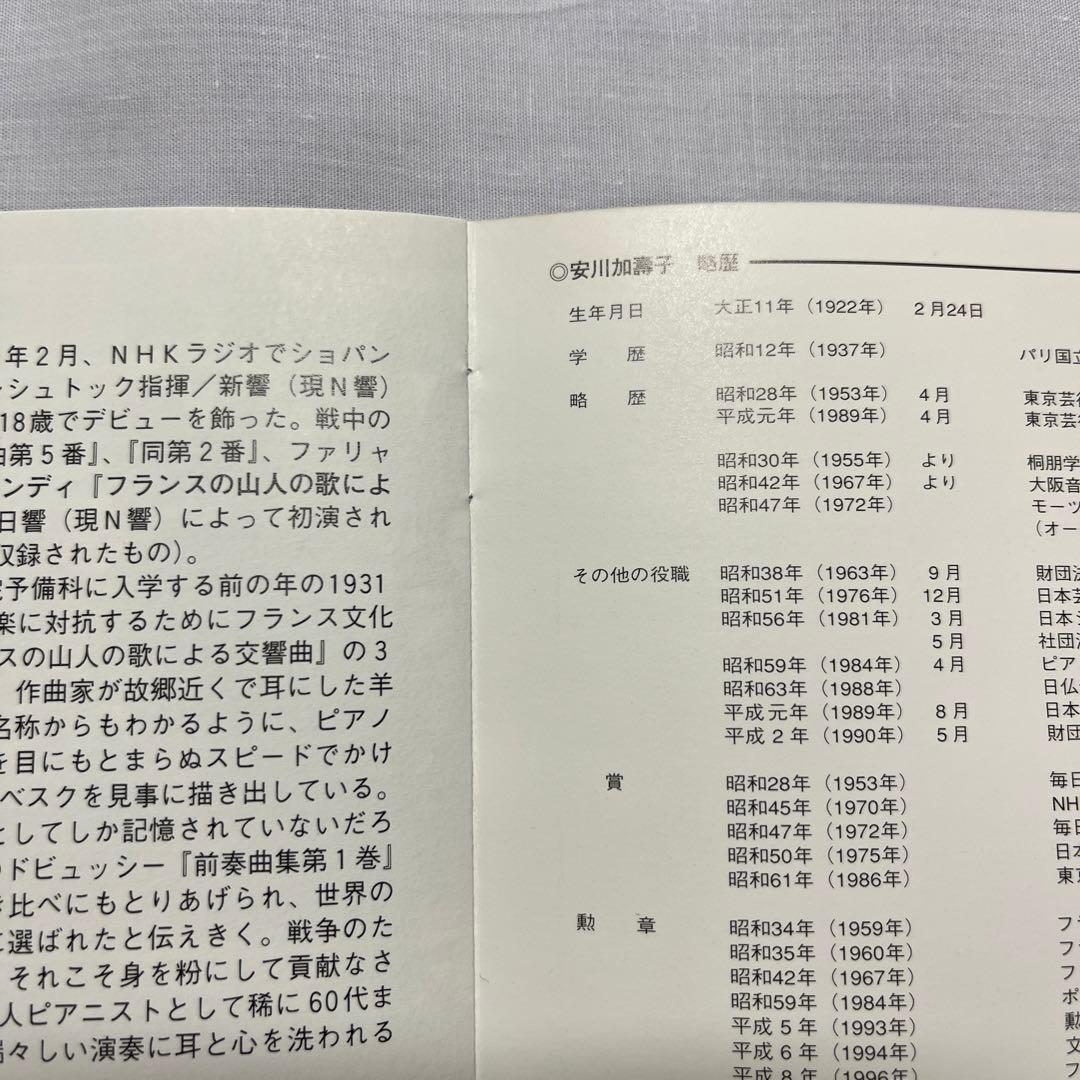 年２月、ＮＨＫラジオでショパン
シュトック指揮／新響（現Ｎ響）
18歳でデビューを飾った。戦中の
曲第５番』、『同第２番』、ファリャ
ンディ『フランスの山人の歌によ
日響（現Ｎ響）によって初演され
収録されたもの）。
予備科に入学する前の年の1931
楽に対抗するためにフランス文化
スの山人の歌による交響曲』の３
作曲家が故郷近くで耳にした羊
名称からもわかるように、ピアノ
を目にもとまらぬスピードでかけ
ベスクを見事に描き出している。
としてしか記憶されていないだろ
のドビュッシー『前奏曲集第１巻』
き比べにもとりあげられ、世界の
に選ばれたと伝えきく。戦争のた
それこそ身を粉にして貢献なさ
人ピアニストとして稀に60代ま
瑞々しい演奏に耳と心を洗われる
◎安川加壽子　略歴
生年月日　大正11年（1922年）　２月24日
学　歴　昭和12年（1937年）　パリ国立
略　歴　昭和28年（1953年）　４月　東京芸術
平成元年（1989年）　４月　東京芸術
昭和30年（1955年）　より　桐朋学
昭和42年（1967年）　より　大阪音
昭和47年（1972年）　モーツ
（オー
その他の役職　昭和38年（1963年）　９月　財団法
昭和51年（1976年）　12月　日本芸
昭和56年（1981年）　３月　日本シ
５月　社団法
昭和59年（1984年）　４月　ピア
昭和63年（1988年）　日仏
平成元年（1989年）　８月　日本
平成２年（1990年）　５月　財団
賞　昭和28年（1953年）　毎日
昭和45年（1970年）　NH
昭和47年（1972年）　毎日
昭和50年（1975年）　日本
昭和61年（1986年）　東京
勲　章　昭和34年（1959年）　フラ
昭和35年（1960年）　フラ
昭和42年（1967年）　フ
昭和59年（1984年）　ポ
平成５年（1993年）　勲
平成６年（1994年）　文
平成８年（1996年）　フ